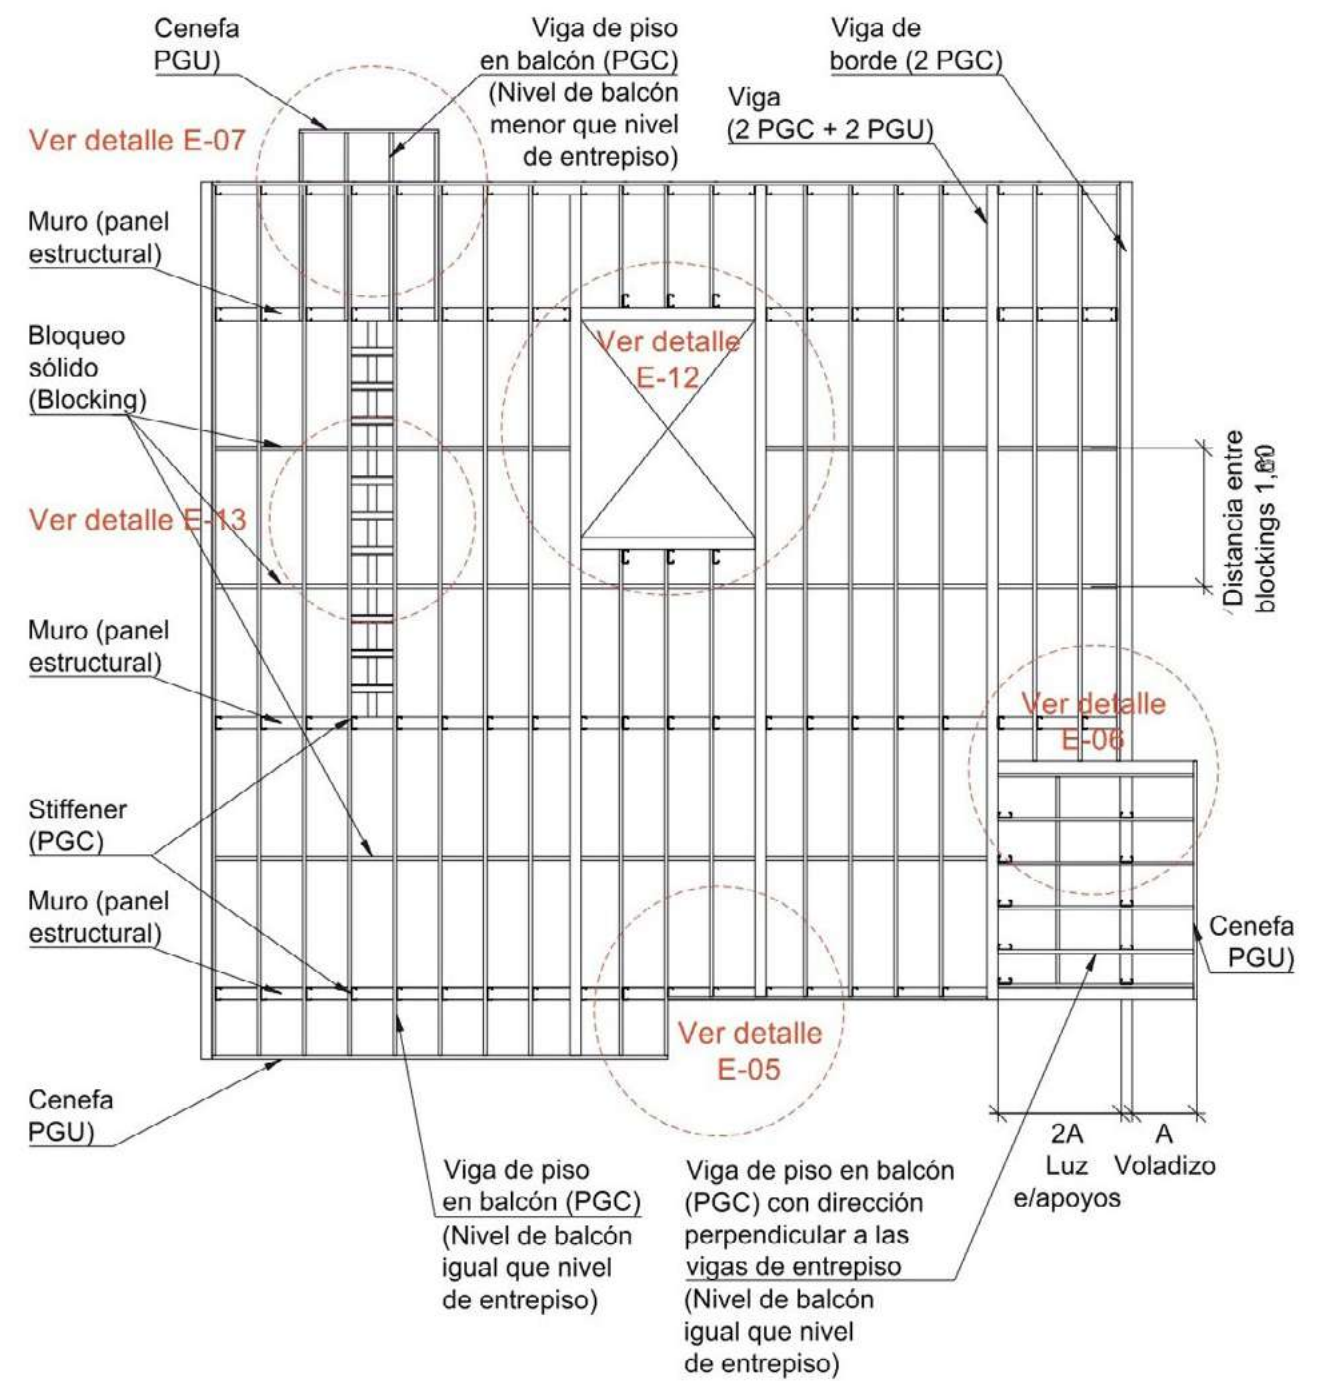 Cenefa
PGU)
Viga de piso
en balcón (PGC)
(Nivel de balcón
menor que nivel
de entrepiso)
Viga de
borde (2 PGC)
Viga
(2 PGC + 2 PGU)
Ver detalle E-07
Muro (panel
estructural)
Bloqueo
sólido
(Blocking)
Ver detalle
E-12
Distancia entre
blockings 1,60
Ver detalle E-13
Muro (panel
estructural)
Ver detalle
E-06
Stiffener
(PGC)
Muro (panel
estructural)
Cenefa
PGU)
Ver detalle
E-05
Cenefa
PGU)
2A
Luz
e/apoyos
A
Voladizo
Viga de piso
en balcón (PGC)
(Nivel de balcón
igual que nivel
de entrepiso)
Viga de piso en balcón
(PGC) con dirección
perpendicular a las
vigas de entrepiso
(Nivel de balcón
igual que nivel
de entrepiso)